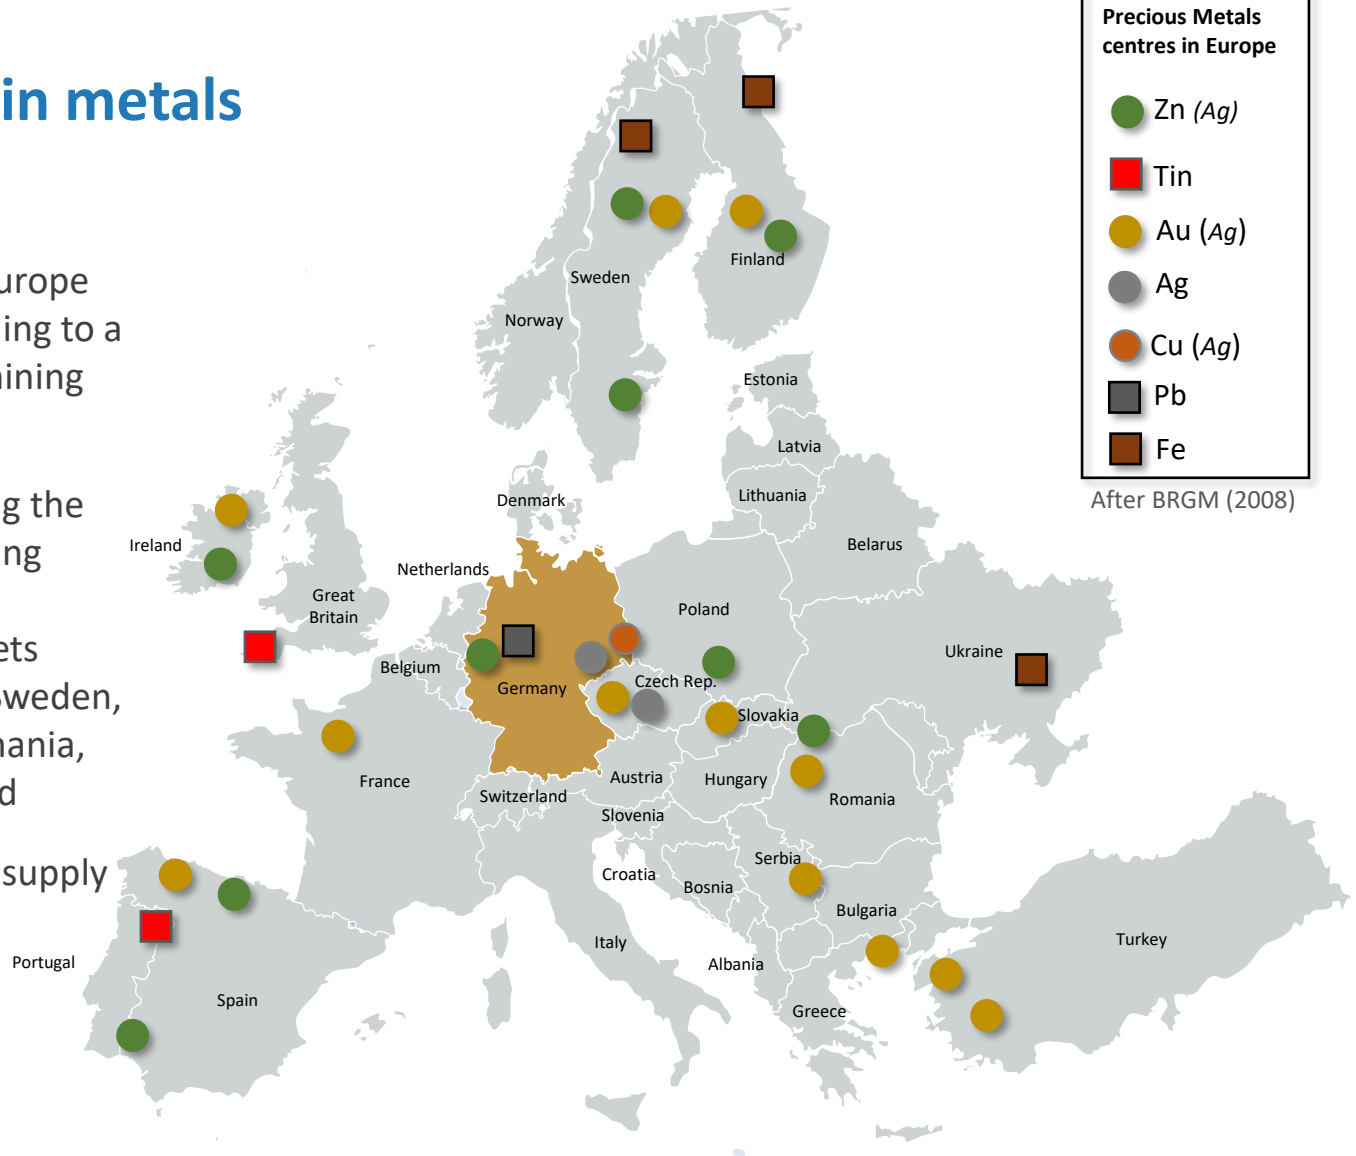 in metals
urope
ing to a
ining
g the
ng
ets
Sweden,
nania,
d
supply
Precious Metals
centres in Europe
Zn (Ag)
Tin
Au (Ag)
Ag
Cu (Ag)
Pb
Fe
After BRGM (2008)
Finland
Sweden
Norway
Estonia
Latvia
Lithuania
Denmark
Ireland
Belarus
Netherlands
Great
Britain
Poland
Ukraine
Belgium
Germany
Czech Rep.
Slovakia
France
Austria
Hungary
Switzerland
Romania
Slovenia
Serbia
Croatia
Bosnia
Bulgaria
Italy
Turkey
Portugal
Albania
Spain
Greece